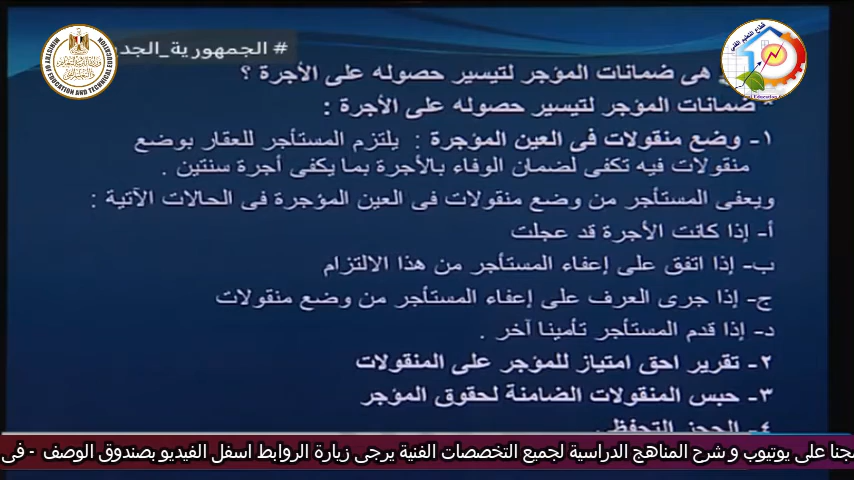 # الجمهورية_الجد
هى ضمانات المؤجر لتيسير حصوله على الأجرة ؟
ضمانات المؤجر لتيسير حصوله على الأجرة :
١- وضع منقولات فى العين المؤجرة : يلتزم المستأجر للعقار بوضع
منقولات فيه تكفى لضمان الوفاء بالأجرة بما يكفى أجرة سنتين .
ويعفى المستأجر من وضع منقولات فى العين المؤجرة فى الحالات الآتية :
أ- إذا كانت الأجرة قد عجلت
ب- إذا اتفق على إعفاء المستأجر من هذا الالتزام
ج- إذا جرى العرف على إعفاء المستأجر من وضع منقولات
د- إذا قدم المستأجر تأمينا آخر .
٢- تقرير احق امتياز للمؤجر على المنقولات
٣- حبس المنقولات الضامنة لحقوق المؤجر
٤- الحجز التحفظى
مجنا على يوتيوب و شرح المناهج الدراسية لجميع التخصصات الفنية يرجى زيارة الروابط اسفل الفيديو بصندوق الوصف - فى